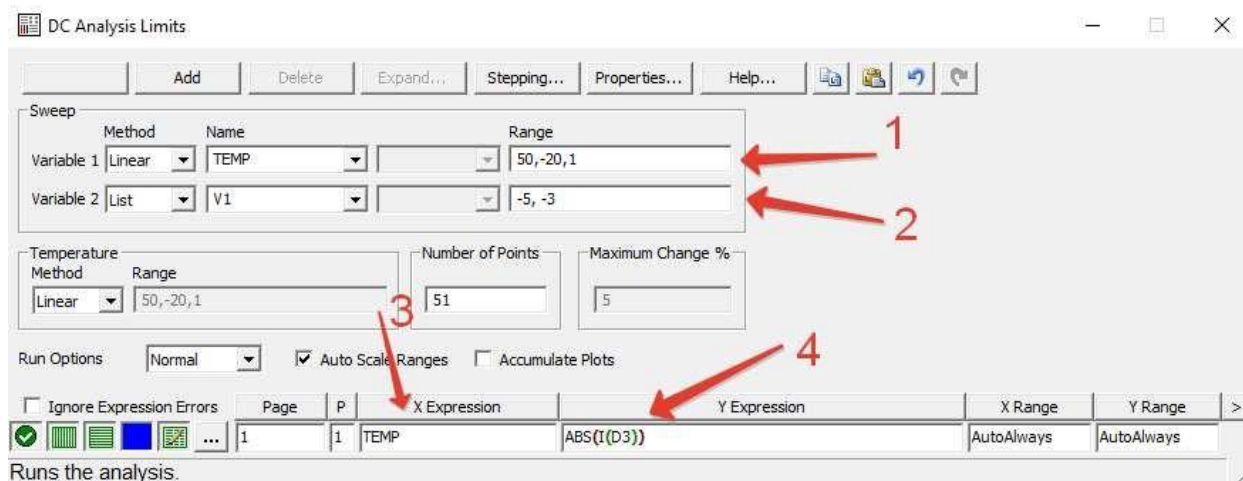 DC Analysis Limits
Add Delete Expand... Stepping... Properties... Help...
Sweep
Method Name Range
1
Variable 1 Linear TEMP 50,-20,1
Variable 2 List V1 -5, -3
2
Temperature Number of Points Maximum Change %
Method Range
Linear 50,-20,1 51 5
3
4
Run Options Normal Auto Scale Ranges Accumulate Plots
Ignore Expression Errors Page P X Expression Y Expression X Range Y Range >
... 1 1 TEMP ABS(I(D3)) AutoAlways AutoAlways
Runs the analysis.